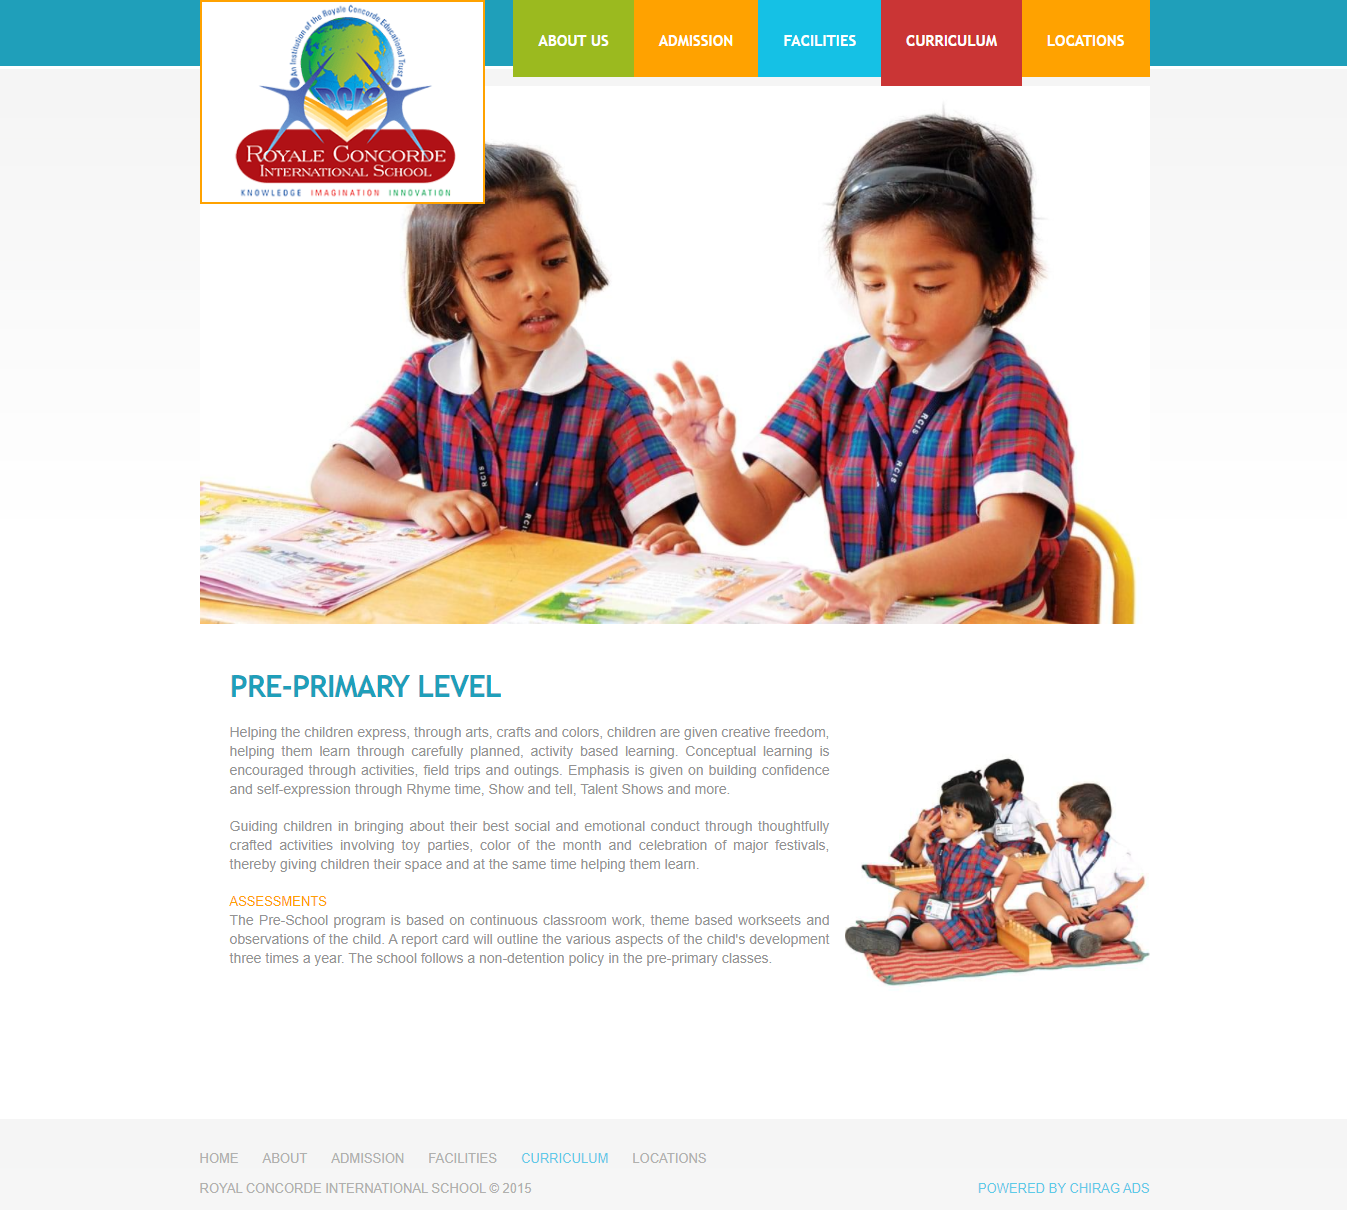 An Institution of the Royale Concorde Educational Trust
RCIS
ROYALE CONCORDE
INTERNATIONAL SCHOOL
KNOWLEDGE IMAGINATION INNOVATION
ABOUT US ADMISSION FACILITIES CURRICULUM LOCATIONS
RCIS
RCIS
RCIS
RCIS
PRE-PRIMARY LEVEL
Helping the children express, through arts, crafts and colors, children are given creative freedom,
helping them learn through carefully planned, activity based learning. Conceptual learning is
encouraged through activities, field trips and outings. Emphasis is given on building confidence
and self-expression through Rhyme time, Show and tell, Talent Shows and more.
Guiding children in bringing about their best social and emotional conduct through thoughtfully
crafted activities involving toy parties, color of the month and celebration of major festivals,
thereby giving children their space and at the same time helping them learn.
ASSESSMENTS
The Pre-School program is based on continuous classroom work, theme based workseets and
observations of the child. A report card will outline the various aspects of the child's development
three times a year. The school follows a non-detention policy in the pre-primary classes.
HOME ABOUT ADMISSION FACILITIES CURRICULUM LOCATIONS
ROYAL CONCORDE INTERNATIONAL SCHOOL © 2015
POWERED BY CHIRAG ADS